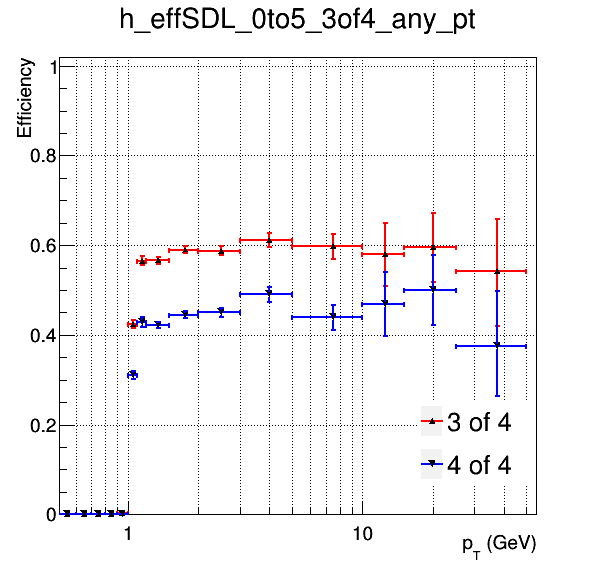 h_effSDL_0to5_3of4_any_pt
Efficiency
1
0.8
0.6
0.4
0.2
0
3 of 4
4 of 4
1
10
p_T (GeV)